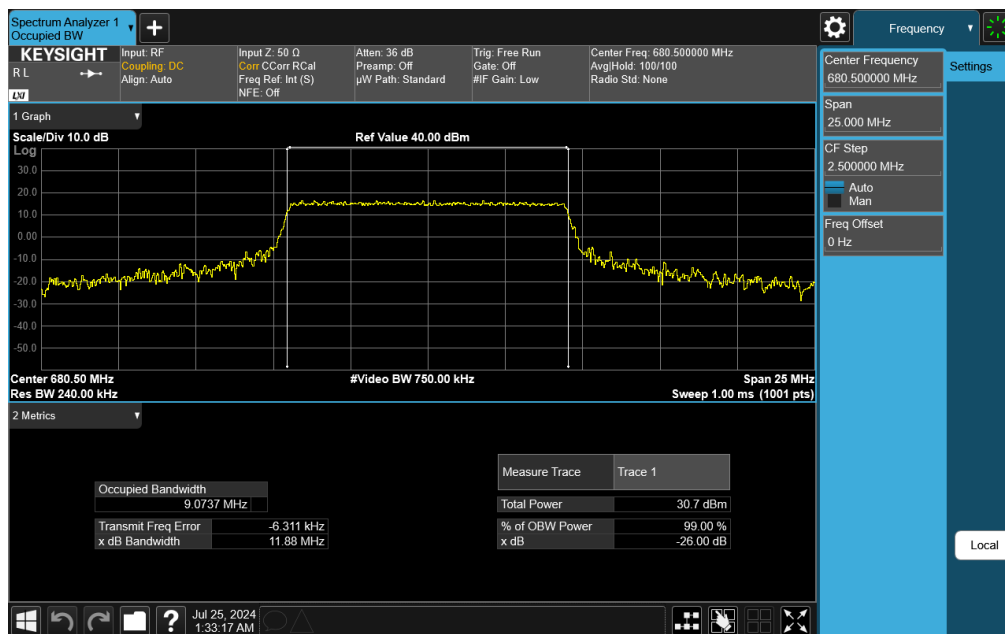 Spectrum Analyzer 1
Occupied BW
Frequency
KEYSIGHT
R L
LXI
Input: RF
Coupling: DC
Align: Auto
Input Z: 50 Ω
Corr CCorr RCal
Freq Ref: Int (S)
NFE: Off
Atten: 36 dB
Preamp: Off
µW Path: Standard
Trig: Free Run
Gate: Off
#IF Gain: Low
Center Freq: 680.500000 MHz
Avg|Hold: 100/100
Radio Std: None
Center Frequency
680.500000 MHz
Settings
Span
25.000 MHz
CF Step
2.500000 MHz
Auto
Man
Freq Offset
0 Hz
Local
1 Graph
Scale/Div 10.0 dB
Ref Value 40.00 dBm
Log
30.0
20.0
10.0
0.00
-10.0
-20.0
-30.0
-40.0
-50.0
Center 680.50 MHz
#Video BW 750.00 kHz
Span 25 MHz
Res BW 240.00 kHz
Sweep 1.00 ms (1001 pts)
2 Metrics
Measure Trace
Trace 1
Occupied Bandwidth
9.0737 MHz
Total Power
30.7 dBm
Transmit Freq Error
-6.311 kHz
% of OBW Power
99.00 %
x dB Bandwidth
11.88 MHz
x dB
-26.00 dB
?
Jul 25, 2024
1:33:17 AM